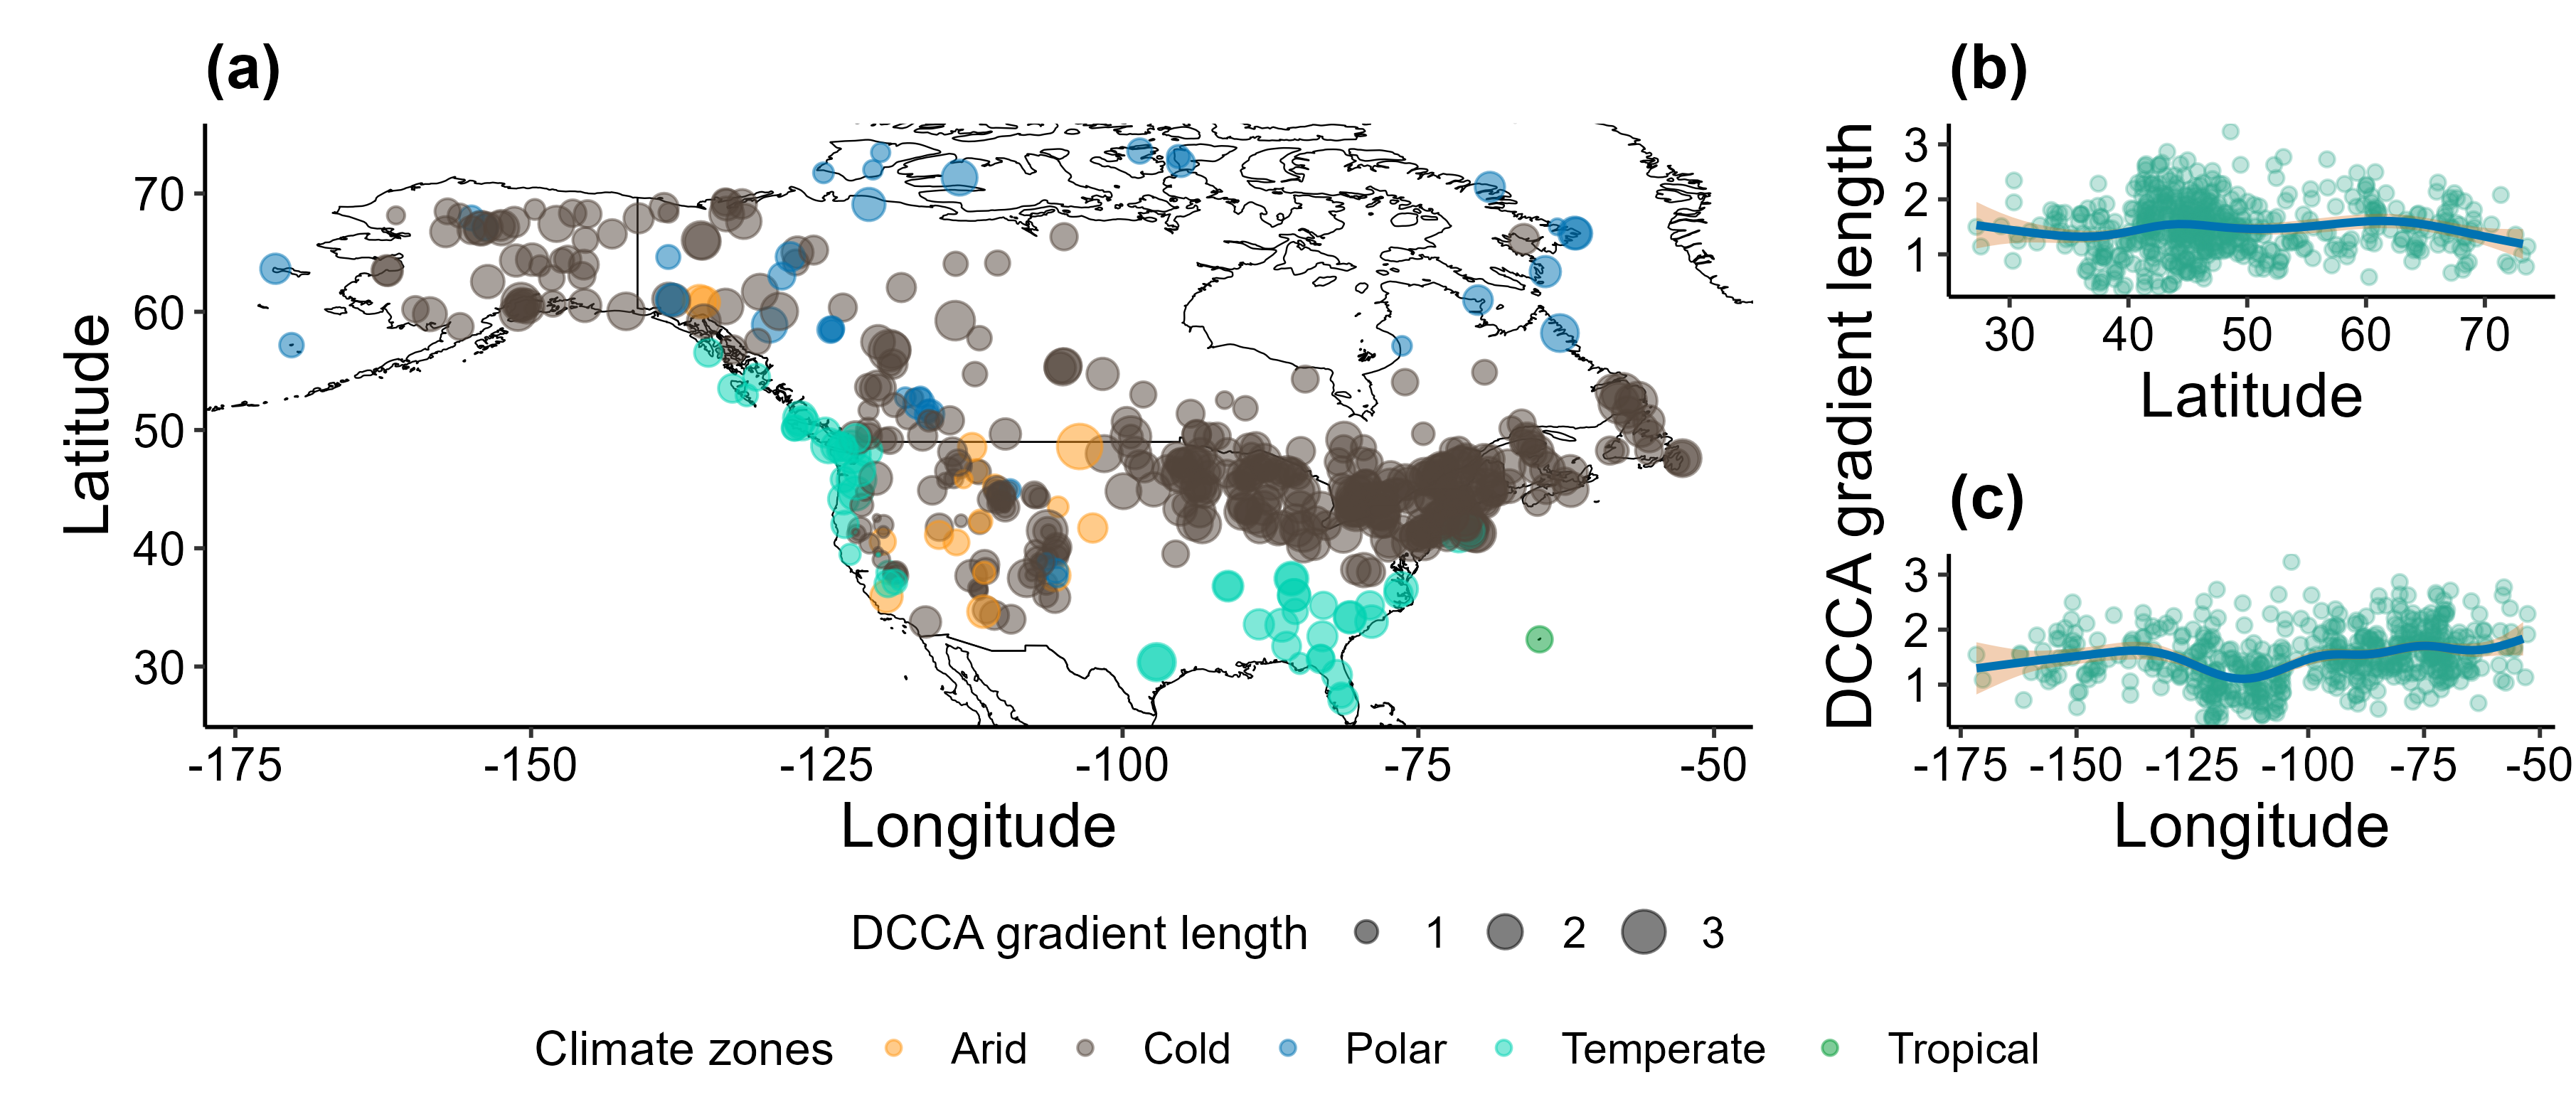 (a)
Latitude
70
60
50
40
30
-175 -150 -125 -100 -75 -50
Longitude
DCCA gradient length
(b)
3
2
1
30 40 50 60 70
Latitude
(c)
3
2
1
-175 -150 -125 -100 -75 -50
Longitude
DCCA gradient length 1 2 3
Climate zones Arid Cold Polar Temperate Tropical